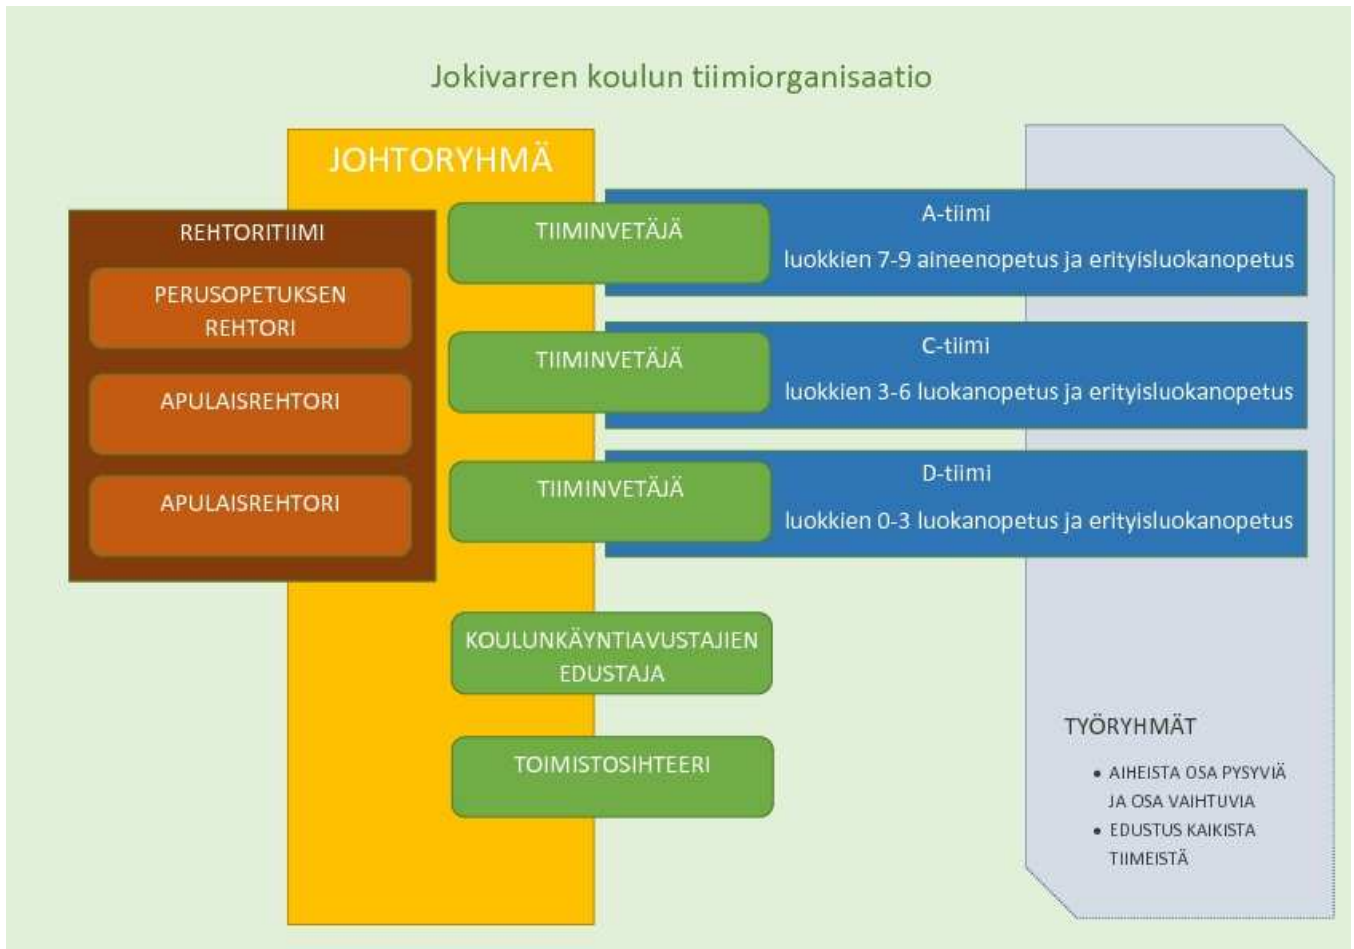 Jokivarren koulun tiimiorganisaatio
JOHTORYHMÄ
REHTORITIIMI
PERUSOPETUKSEN
REHTORI
APULAISREHTORI
APULAISREHTORI
TIIMINVETÄJÄ
A-tiimi
luokkien 7-9 aineenopetus ja erityisluokanopetus
TIIMINVETÄJÄ
C-tiimi
luokkien 3-6 luokanopetus ja erityisluokanopetus
TIIMINVETÄJÄ
D-tiimi
luokkien 0-3 luokanopetus ja erityisluokanopetus
KOULUNKÄYNTIAVUSTAJIEN
EDUSTAJA
TOIMISTOSIHTEERI
TYÖRYHMÄT
• AIHEISTA OSA PYSYVIÄ
JA OSA VAIHTUVIA
• EDUSTUS KAIKISTA
TIIMEISTÄ